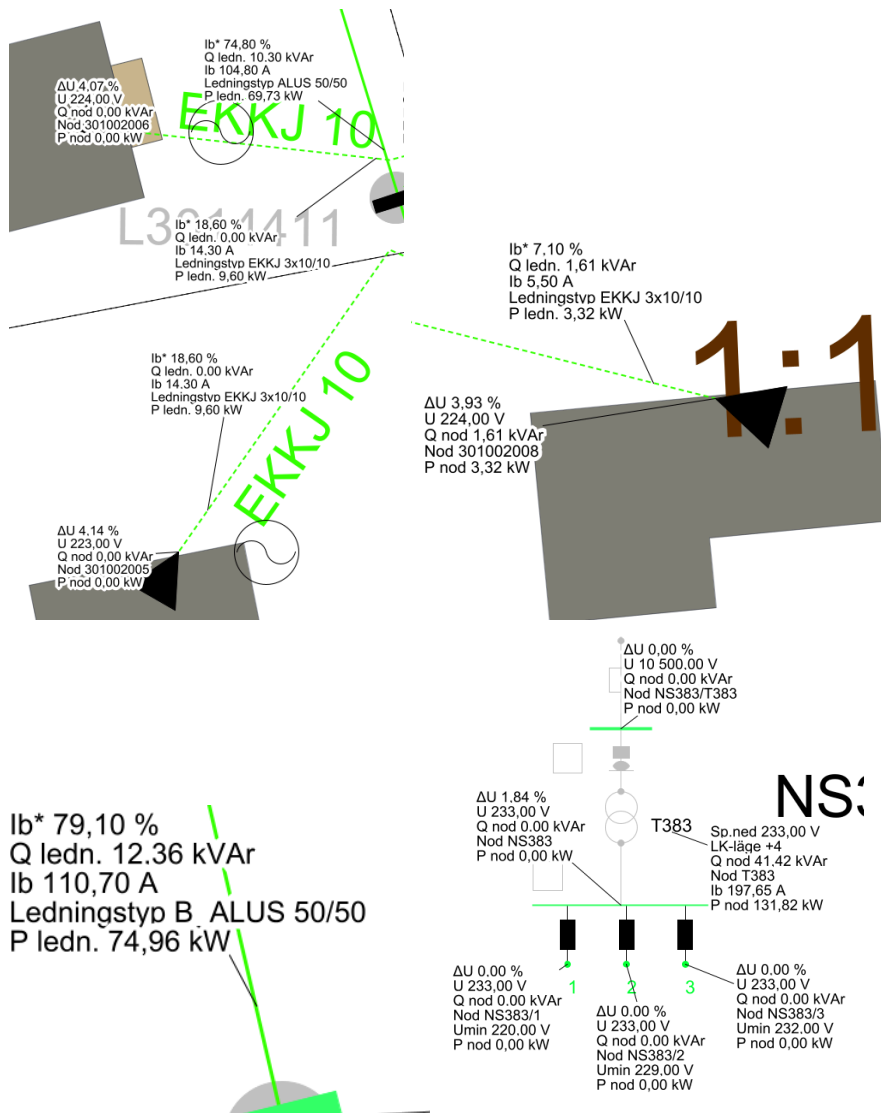 Ib* 74,80 %
Q ledn. 10.30 kVAr
Ib 104,80 A
Ledningstyp ALUS 50/50
P ledn. 69,73 kW
ΔU 4,07 %
U 224,00 V
Q nod 0,00 kVAr
Nod 301002006
P nod 0,00 kW
EKKJ 10
Ib* 18,60 %
Q ledn. 0.00 kVAr
Ib 14.30 A
Ledningstyp EKKJ 3x10/10
P ledn. 9,60 kW
Ib* 18,60 %
Q ledn. 0.00 kVAr
Ib 14.30 A
Ledningstyp EKKJ 3x10/10
P ledn. 9,60 kW
EKKJ 10
ΔU 4,14 %
U 223,00 V
Q nod 0,00 kVAr
Nod 301002005
P nod 0,00 kW
Ib* 7,10 %
Q ledn. 1,61 kVAr
Ib 5,50 A
Ledningstyp EKKJ 3x10/10
P ledn. 3,32 kW
1:1
ΔU 3,93 %
U 224,00 V
Q nod 1,61 kVAr
Nod 301002008
P nod 3,32 kW
Ib* 79,10 %
Q ledn. 12.36 kVAr
Ib 110,70 A
Ledningstyp B ALUS 50/50
P ledn. 74,96 kW
ΔU 0,00 %
U 10 500,00 V
Q nod 0,00 kVAr
Nod NS383/T383
P nod 0,00 kW
ΔU 1.84 %
U 233,00 V
Q nod 0.00 kVAr
Nod NS383
P nod 0,00 kW
T383
Sp.ned 233,00 V
LK-läge +4
Q nod 41,42 kVAr
Nod T383
Ib 197,65 A
P nod 131,82 kW
1
2
3
ΔU 0.00 %
U 233,00 V
Q nod 0.00 kVAr
Nod NS383/1
Umin 220.00 V
P nod 0,00 kW
ΔU 0.00 %
U 233,00 V
Q nod 0.00 kVAr
Nod NS383/2
Umin 229,00 V
P nod 0,00 kW
ΔU 0.00 %
U 233,00 V
Q nod 0.00 kVAr
Nod NS383/3
Umin 232.00 V
P nod 0,00 kW